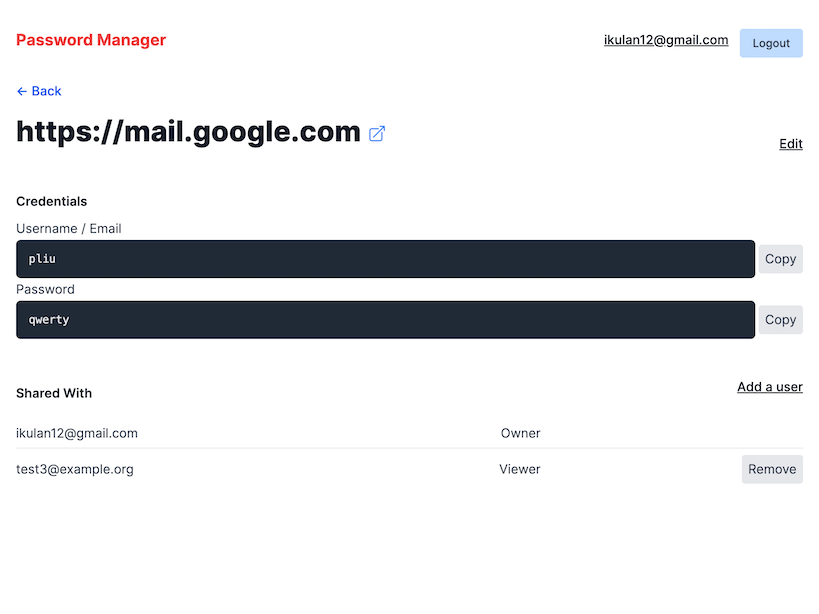 Password Manager
ikulan12@gmail.com
Logout
← Back
https://mail.google.com
Edit
Credentials
Username / Email
pliu
Copy
Password
qwerty
Copy
Shared With
Add a user
ikulan12@gmail.com Owner
test3@example.org Viewer Remove